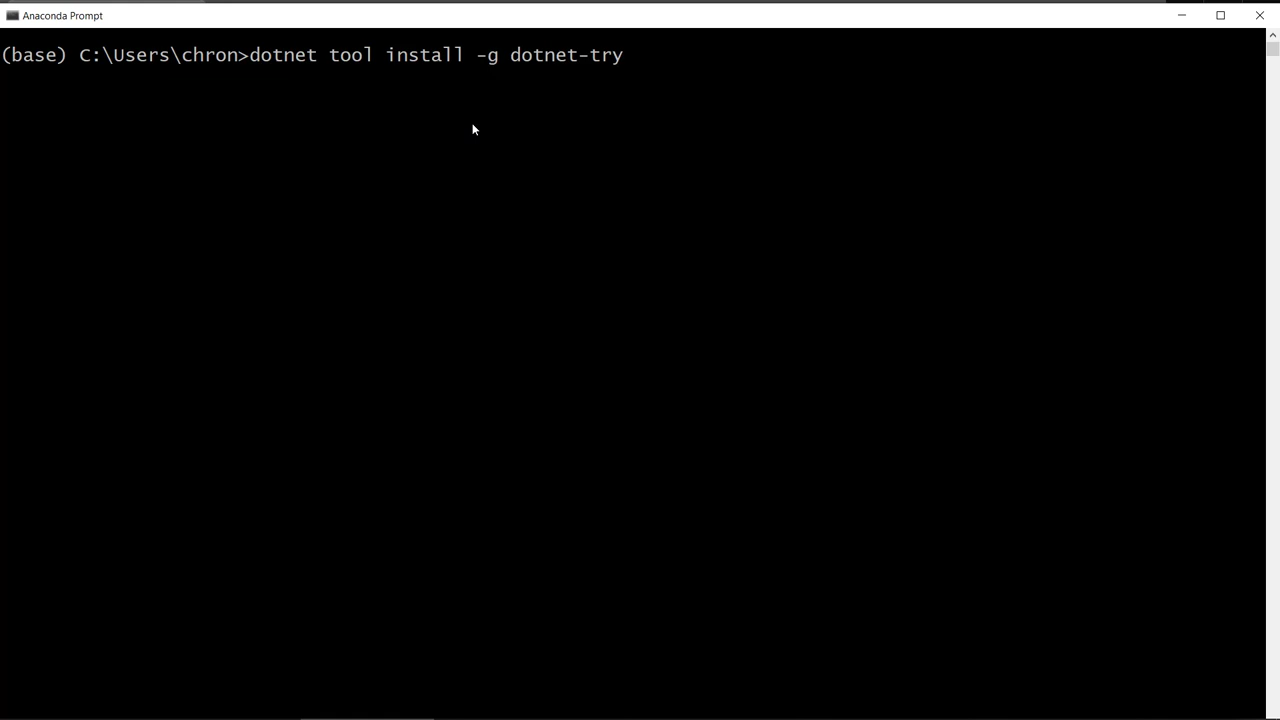 Anaconda Prompt
(base) C:\Users\chron>dotnet tool install -g dotnet-try